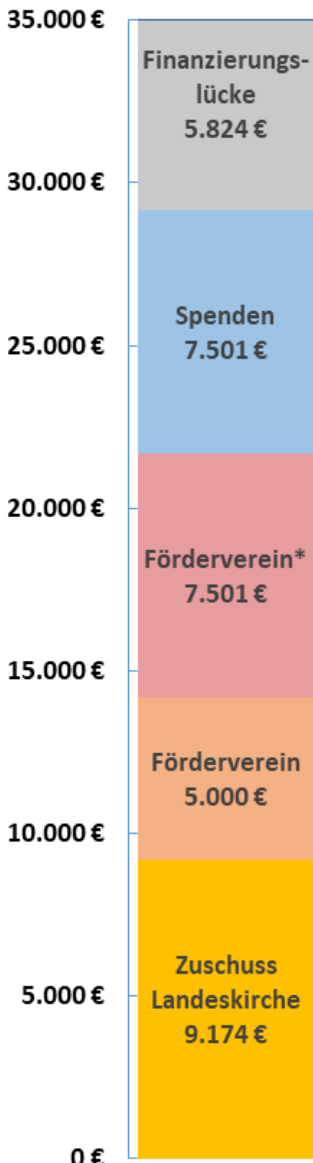 35.000 €
Finanzierungs-
lücke
5.824 €
30.000 €
Spenden
7.501 €
25.000 €
20.000 €
Förderverein*
7.501 €
15.000 €
Förderverein
5.000 €
10.000 €
Zuschuss
Landeskirche
9.174 €
5.000 €
0 €